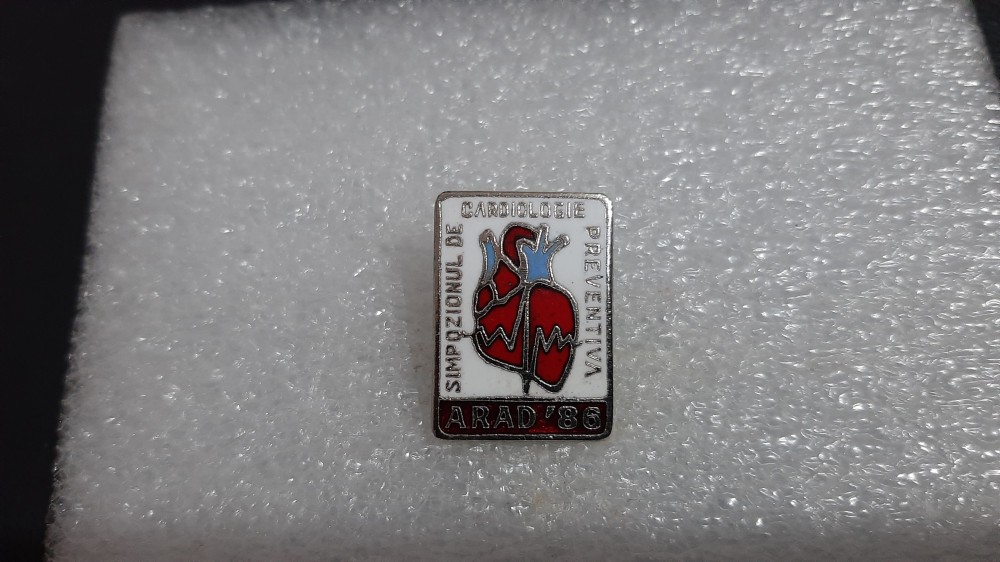 SIMPOZIONUL DE
CARDIOLOGIE
PREVENTIVA
ARAD '86